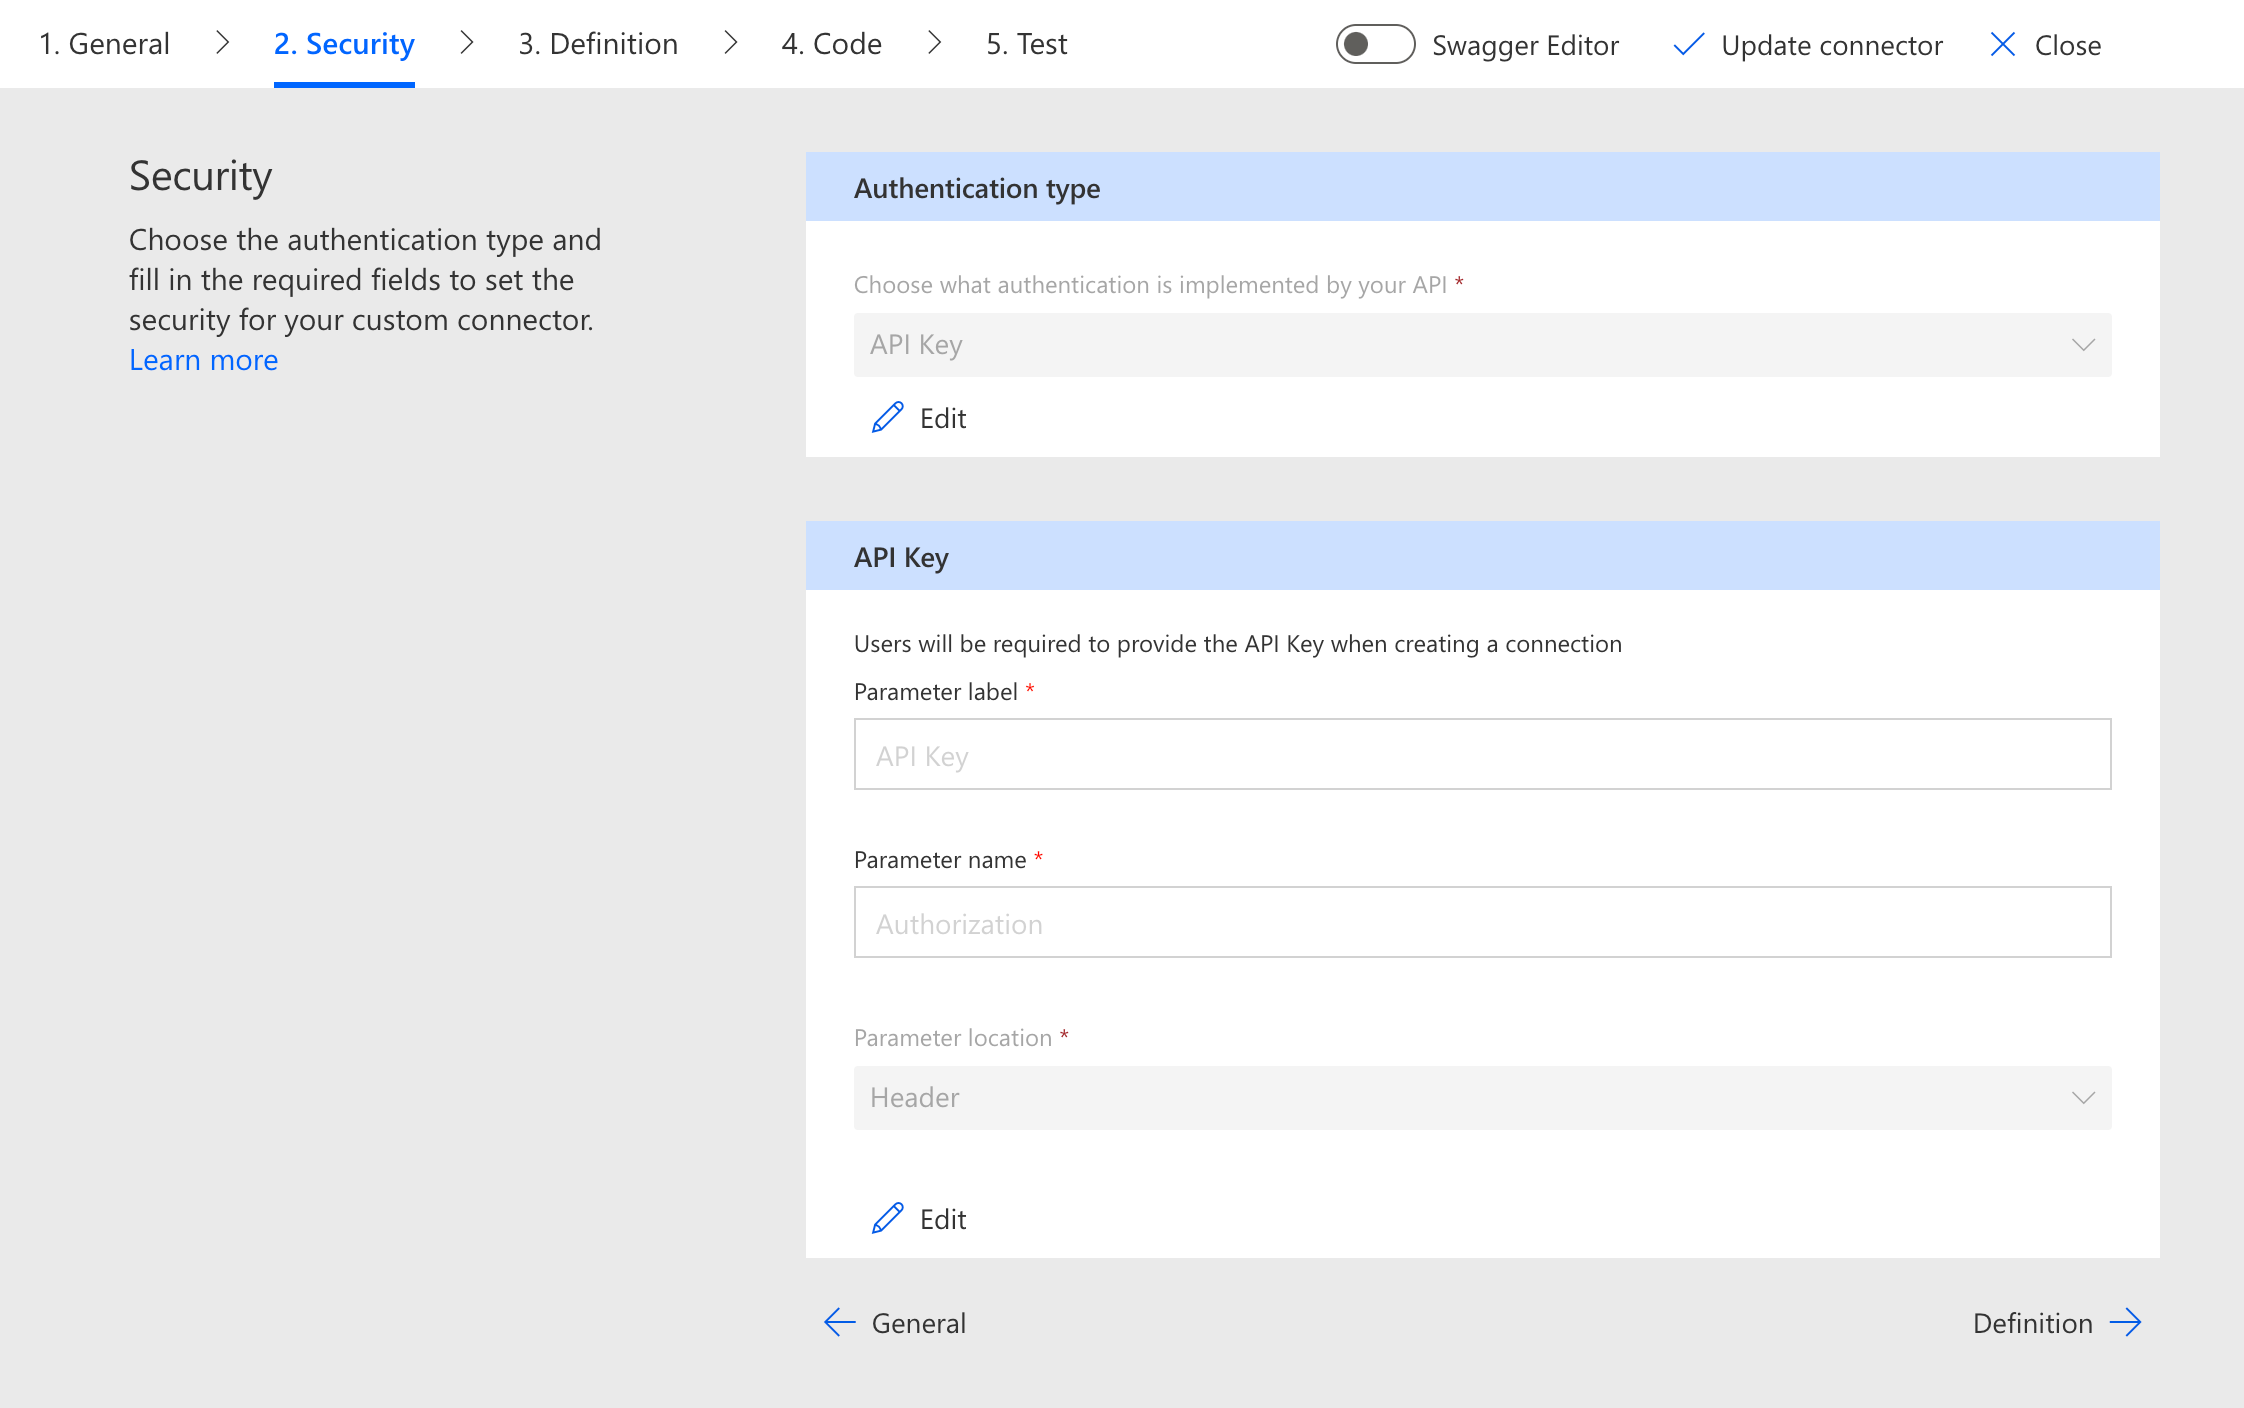 1. General
2. Security
3. Definition
4. Code
5. Test
Swagger Editor
Update connector
Close
Security
Choose the authentication type and
fill in the required fields to set the
security for your custom connector.
Learn more
Authentication type
Choose what authentication is implemented by your API *
API Key
Edit
API Key
Users will be required to provide the API Key when creating a connection
Parameter label *
API Key
Parameter name *
Authorization
Parameter location *
Header
Edit
General
Definition